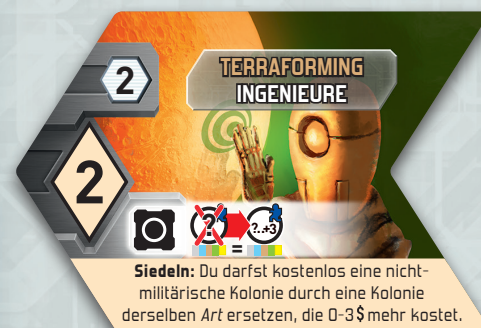 2
TERRAFORMING
INGENIEURE
2
? ?..+3
=
Siedeln: Du darfst kostenlos eine nicht-
militärische Kolonie durch eine Kolonie
derselben Art ersetzen, die 0-3$ mehr kostet.